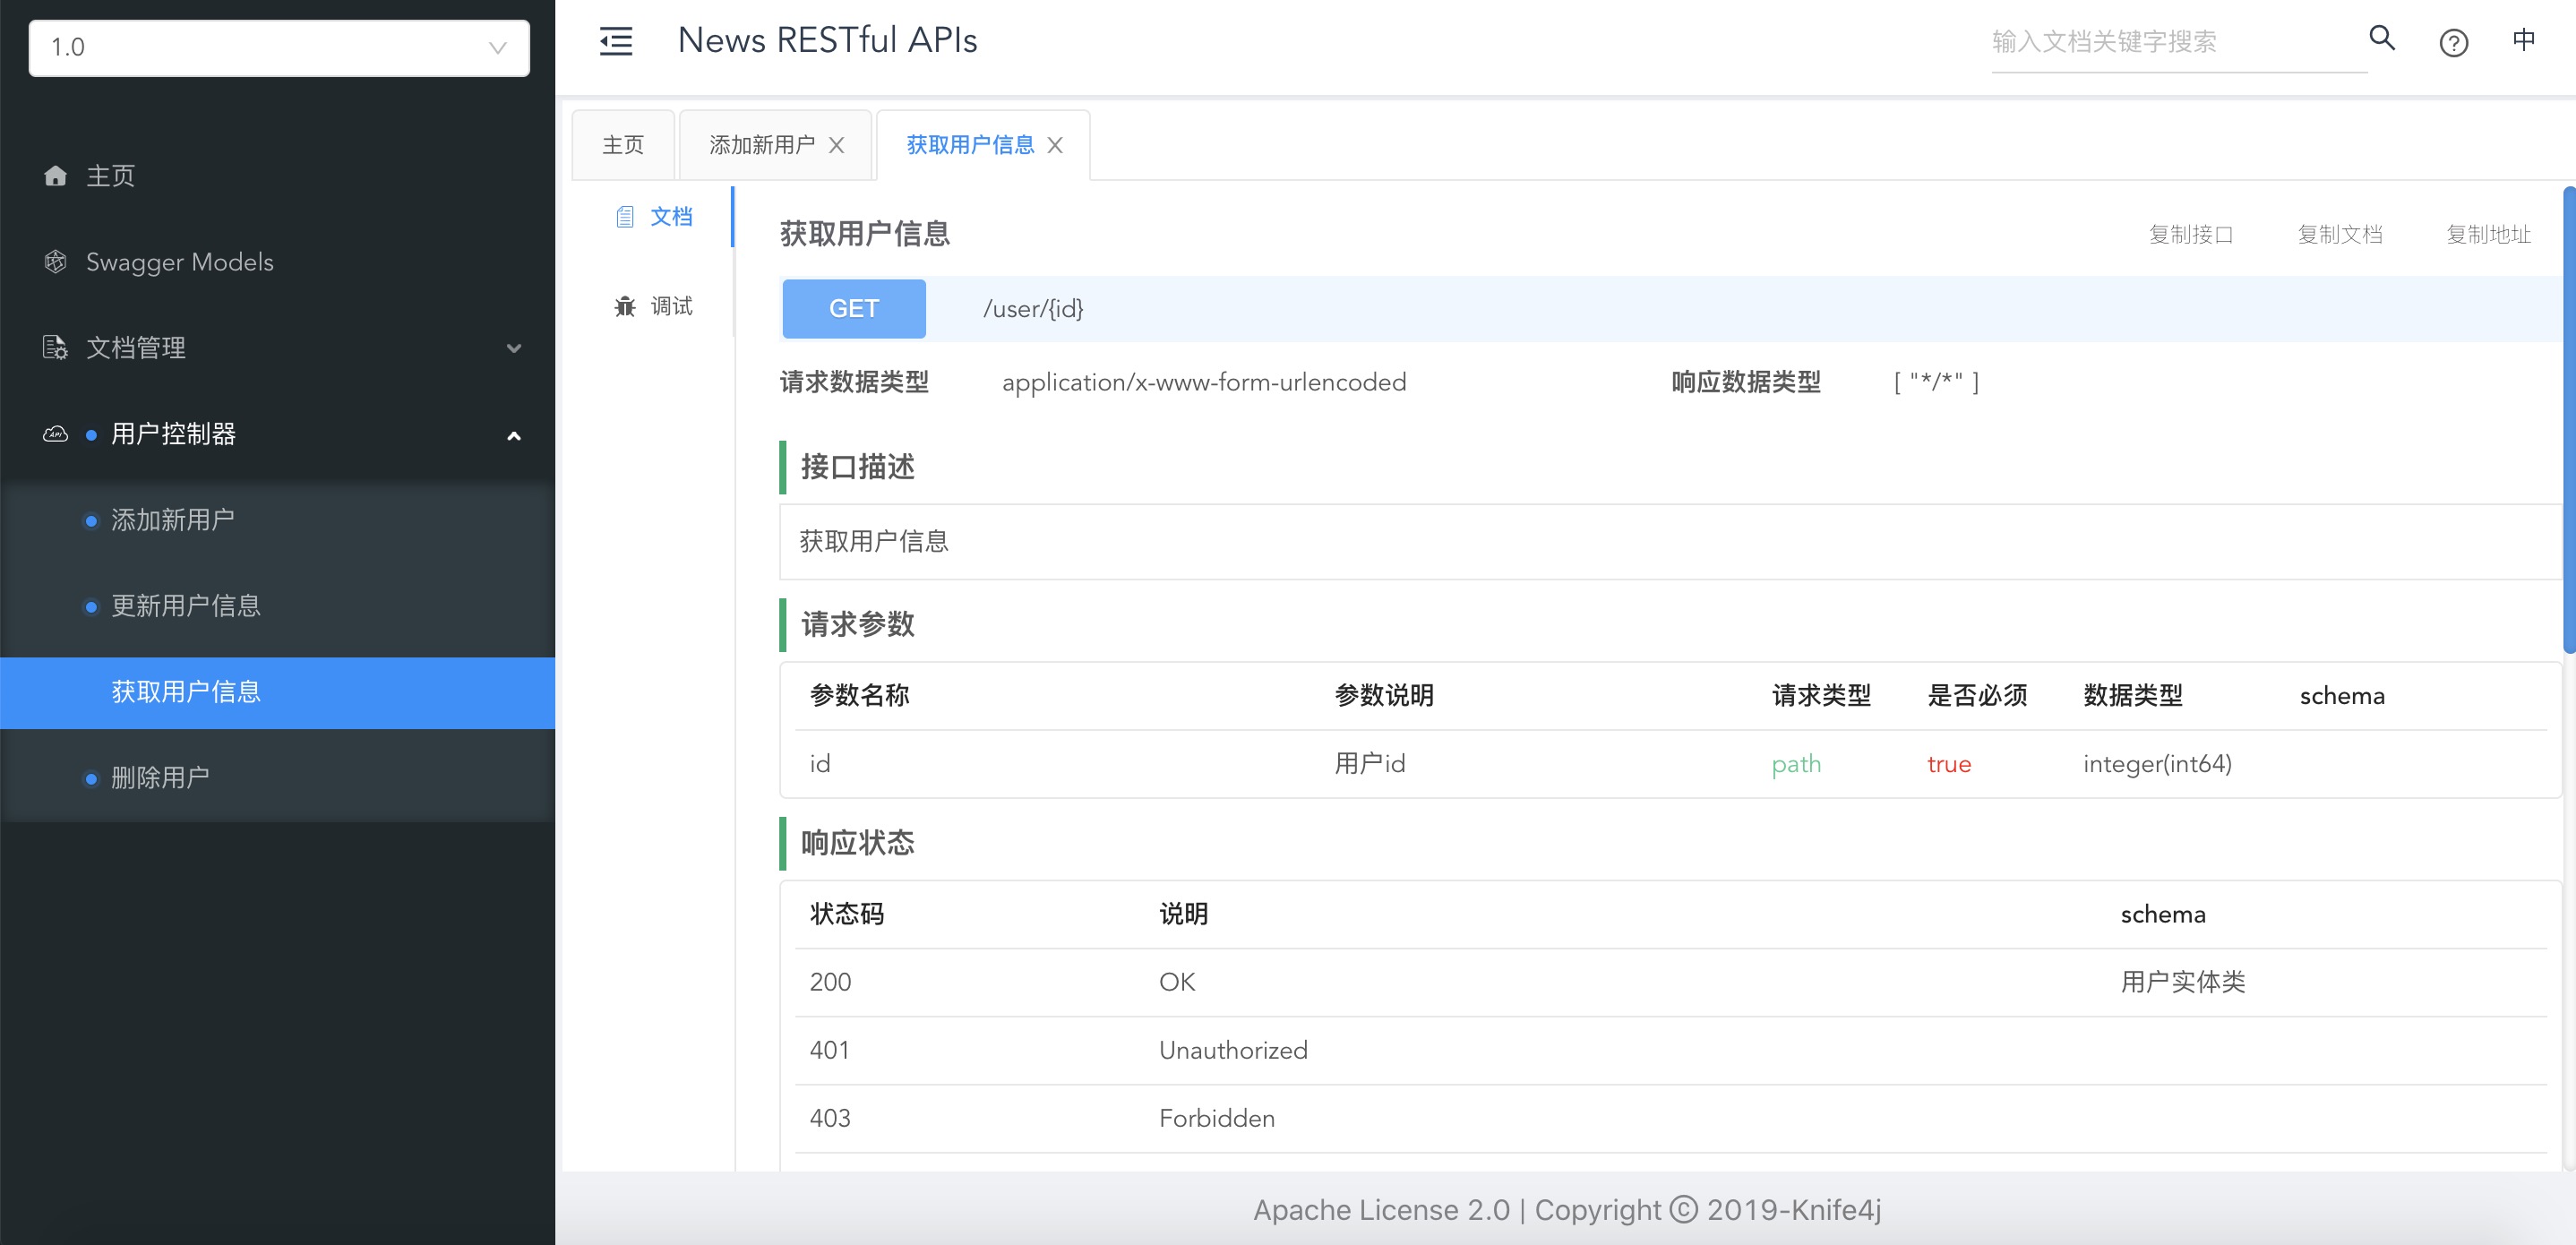 1.0
主页
Swagger Models
文档管理
API
用户控制器
添加新用户
更新用户信息
获取用户信息
删除用户
News RESTful APIs
输入文档关键字搜索
中
主页
添加新用户
获取用户信息
文档
调试
获取用户信息
复制接口 复制文档 复制地址
GET /user/{id}
请求数据类型 application/x-www-form-urlencoded 响应数据类型 [ "*/*" ]
接口描述
获取用户信息
请求参数
参数名称 参数说明 请求类型 是否必须 数据类型 schema
id 用户id path true integer(int64)
响应状态
状态码 说明 schema
200 OK 用户实体类
401 Unauthorized
403 Forbidden
Apache License 2.0 | Copyright © 2019-Knife4j